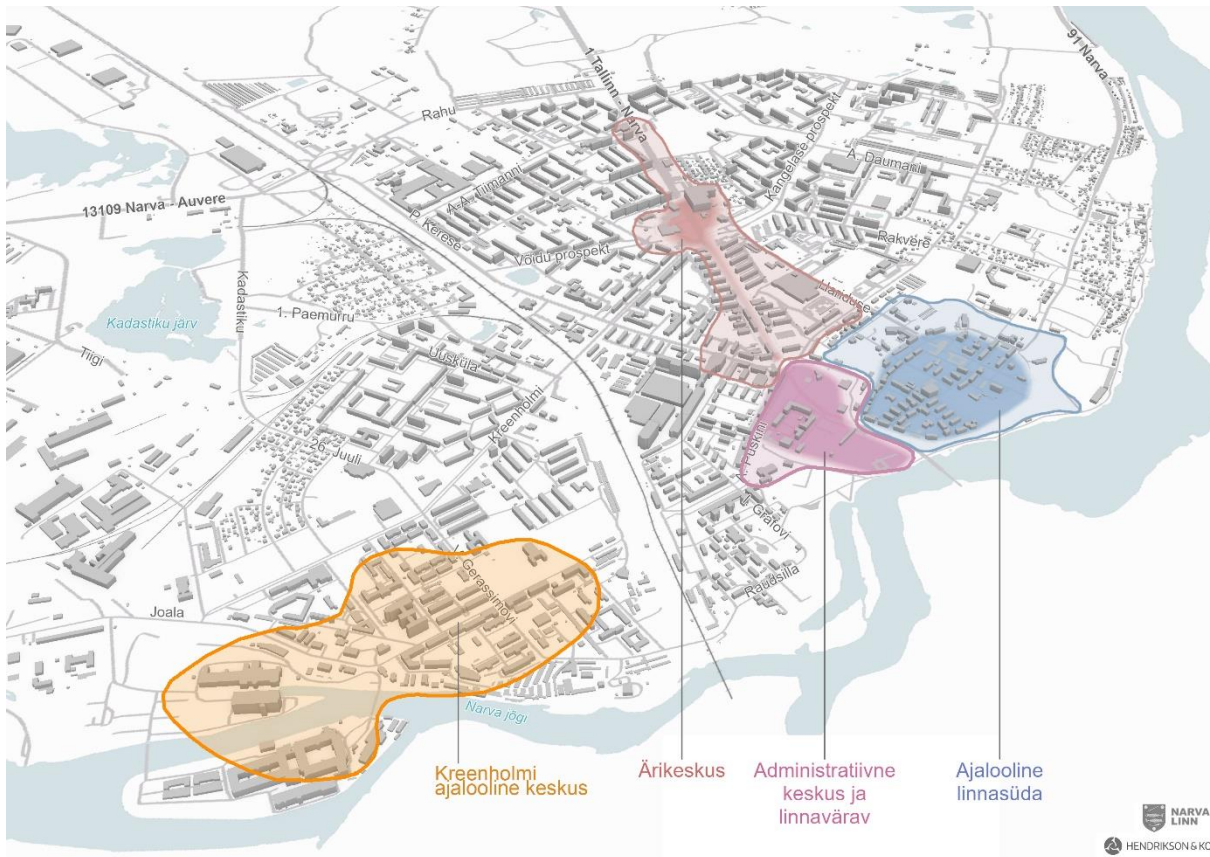 1 Tallinn - Narva
91 Narva
Rahu
Kangelase prospekt
A. Daumani
A.A. Tiimanni
P. Kerese
13109 Narva - Auvere
Võidu prospekt
Rakvere
Kadastiku
Hariduse
Kadastiku järv
1. Paemurru
Tiigi
Uusküla
Kreenholmi
26. Juuli
A. Puškini
Grafovi
Raudsilla
Gerassimovi
Joala
Narva jõgi
Kreenholmi
ajalooline keskus
Ärikeskus
Administratiivne
keskus ja
linnavärav
Ajalooline
linnasüda
NARVA
LINN
HENDRIKSON & KO